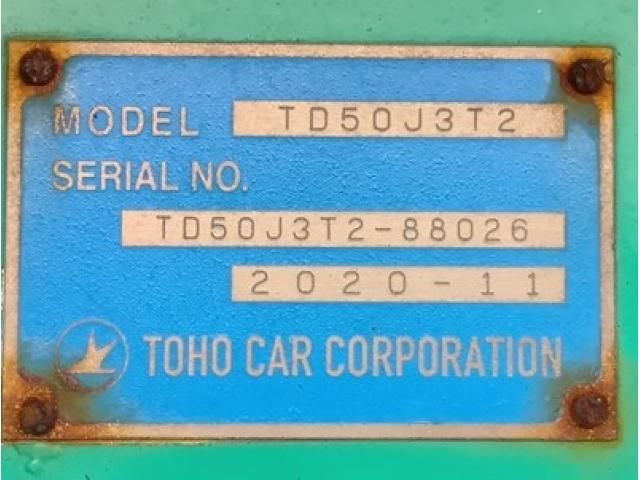 MODEL TD50J3T2
SERIAL NO.
TD50J3T2-88026
2020-11
TOHO CAR CORPORATION